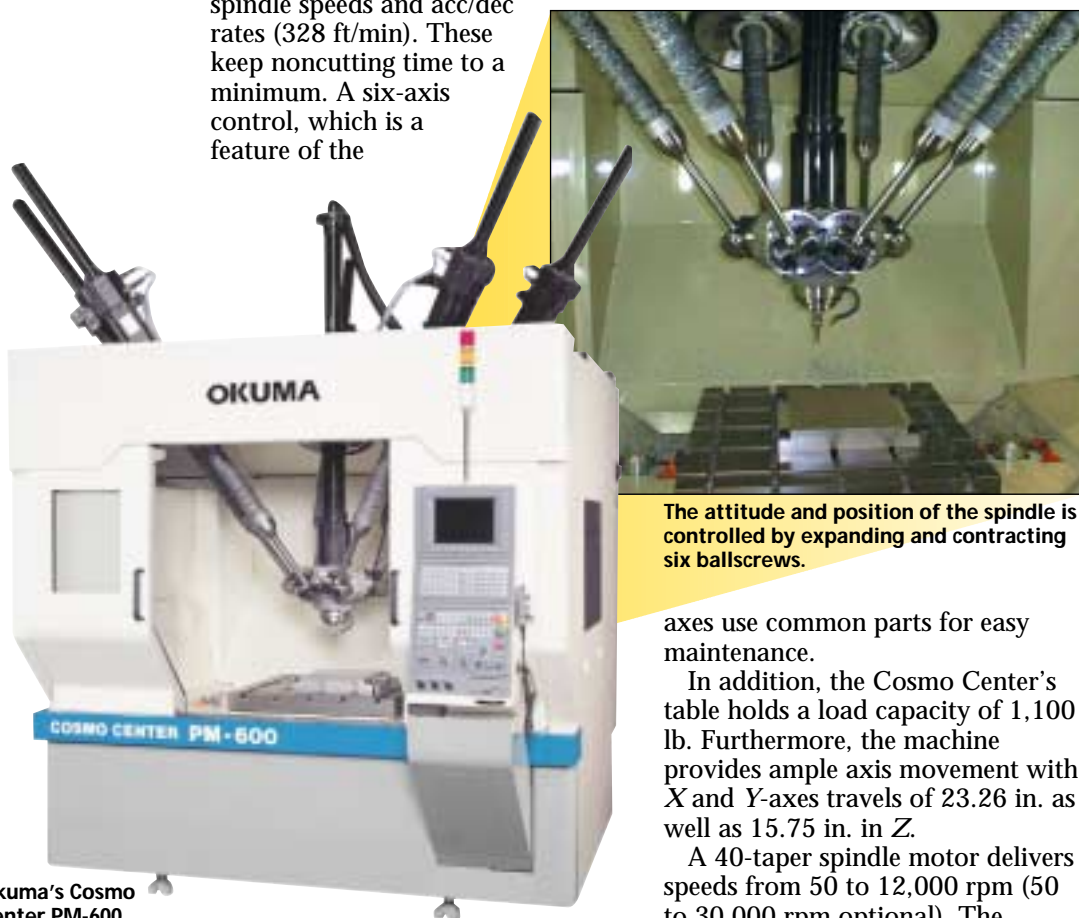 spindle speeds and acc/dec
rates (328 ft/min). These
keep noncutting time to a
minimum. A six-axis
control, which is a
feature of the
OKUMA
COSMO CENTER PM-600
kuma's Cosmo
enter PM-600
The attitude and position of the spindle is
controlled by expanding and contracting
six ballscrews.
axes use common parts for easy
maintenance.
In addition, the Cosmo Center's
table holds a load capacity of 1,100
lb. Furthermore, the machine
provides ample axis movement with
X and Y-axes travels of 23.26 in. as
well as 15.75 in. in Z.
A 40-taper spindle motor delivers
speeds from 50 to 12,000 rpm (50
to 30,000 rpm optional). The